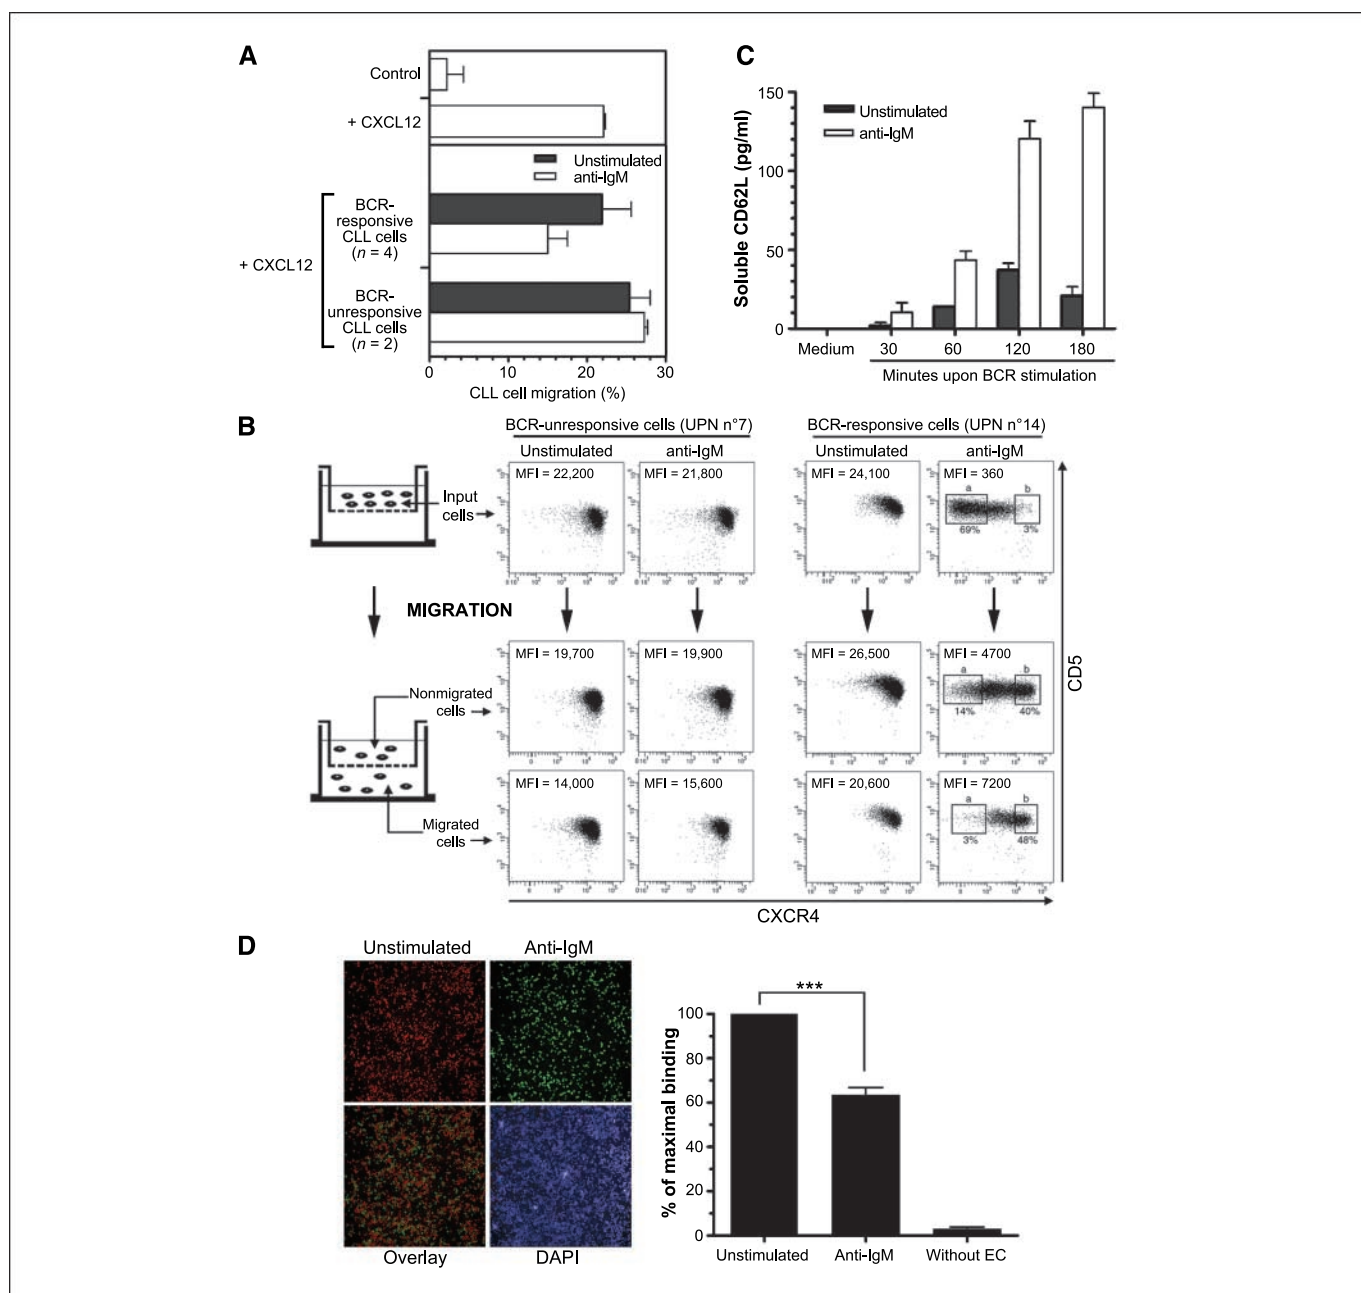 A
Control
+ CXCL12
Unstimulated
anti-IgM
BCR-
responsive
CLL cells
(n = 4)
+ CXCL12
BCR-
unresponsive
CLL cells
(n = 2)
0 10 20 30
CLL cell migration (%)
C
Soluble CD62L (pg/ml)
150
100
50
0
Unstimulated
anti-IgM
Medium 30 60 120 180
Minutes upon BCR stimulation
B
BCR-unresponsive cells (UPN n°7)
BCR-responsive cells (UPN n°14)
Unstimulated anti-IgM Unstimulated anti-IgM
Input
cells
MFI = 22,200
MFI = 21,800
MFI = 24,100
MFI = 360
a b
69% 3%
MIGRATION
Nonmigrated
cells
MFI = 19,700
MFI = 19,900
MFI = 26,500
MFI = 4700
a b
14% 40%
Migrated
cells
MFI = 14,000
MFI = 15,600
MFI = 20,600
MFI = 7200
a b
3% 48%
CD5
CXCR4
D
Unstimulated Anti-IgM
Overlay DAPI
% of maximal binding
100
80
60
40
20
0
***
Unstimulated Anti-IgM Without EC